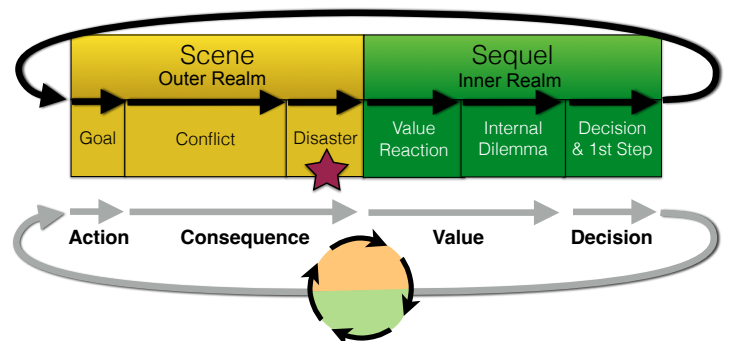 Scene
Outer Realm
Sequel
Inner Realm
Goal
Conflict
Disaster
Value
Reaction
Internal
Dilemma
Decision
& 1st Step
Action
Consequence
Value
Decision